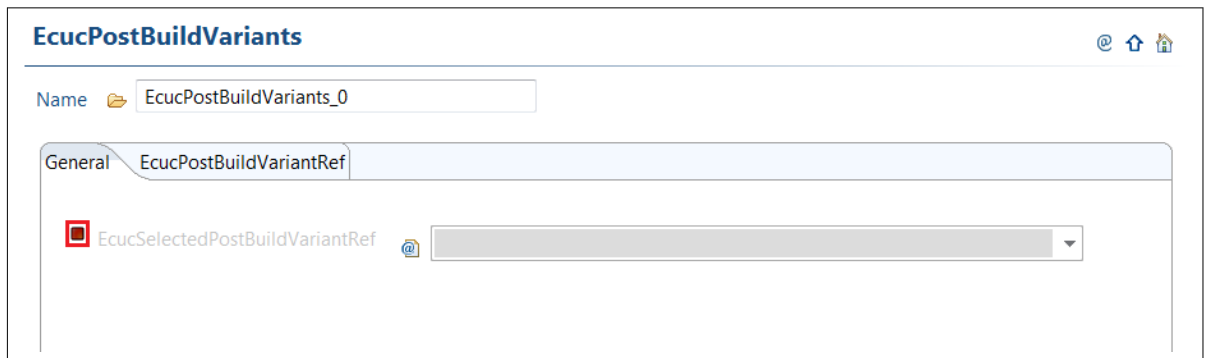 EcucPostBuildVariants
Name EcucPostBuildVariants_0
General EcucPostBuildVariantRef
EcucSelectedPostBuildVariantRef